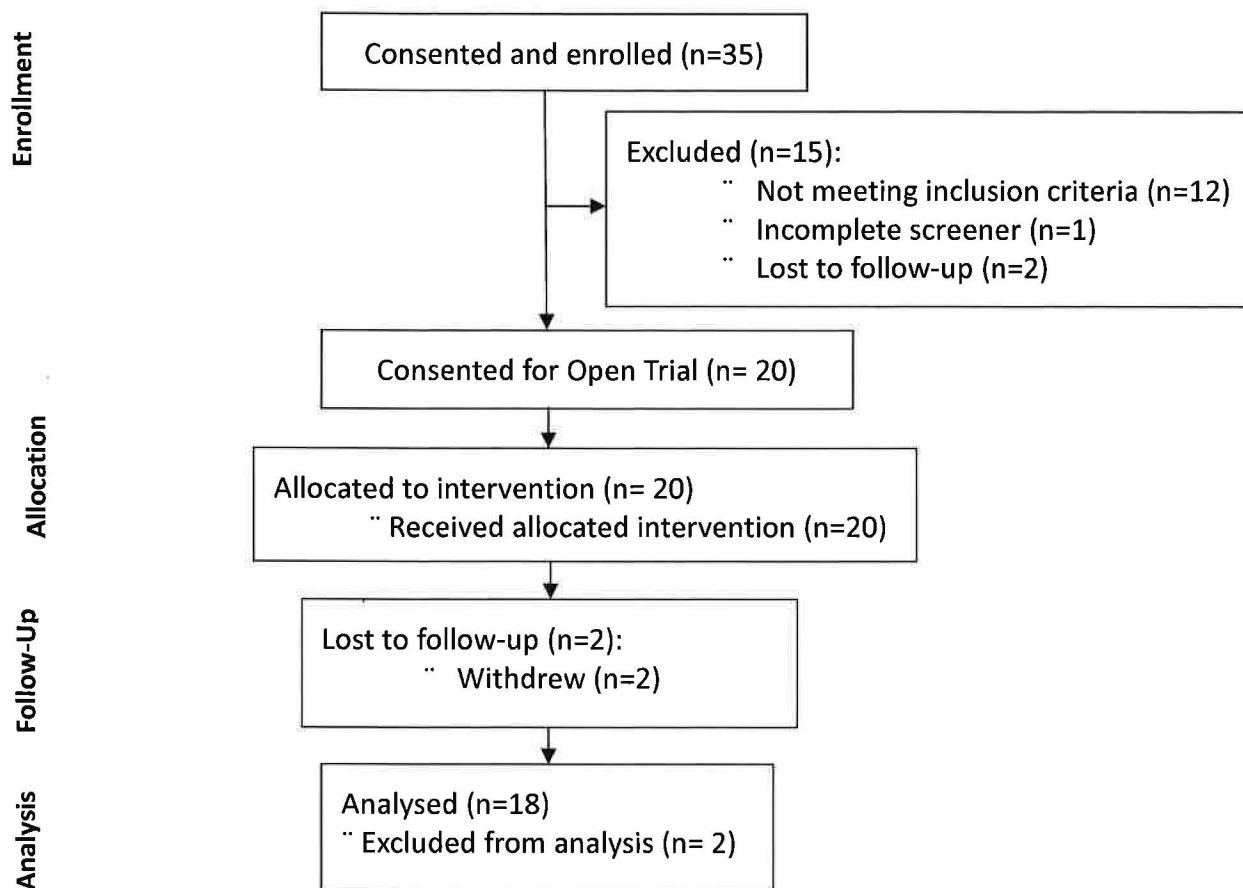 Enrollment
Consented and enrolled (n=35)
Excluded (n=15):
¨ Not meeting inclusion criteria (n=12)
¨ Incomplete screener (n=1)
¨ Lost to follow-up (n=2)
Consented for Open Trial (n= 20)
Allocation
Allocated to intervention (n= 20)
¨ Received allocated intervention (n=20)
Follow-Up
Lost to follow-up (n=2):
¨ Withdrew (n=2)
Analysis
Analysed (n=18)
¨ Excluded from analysis (n= 2)